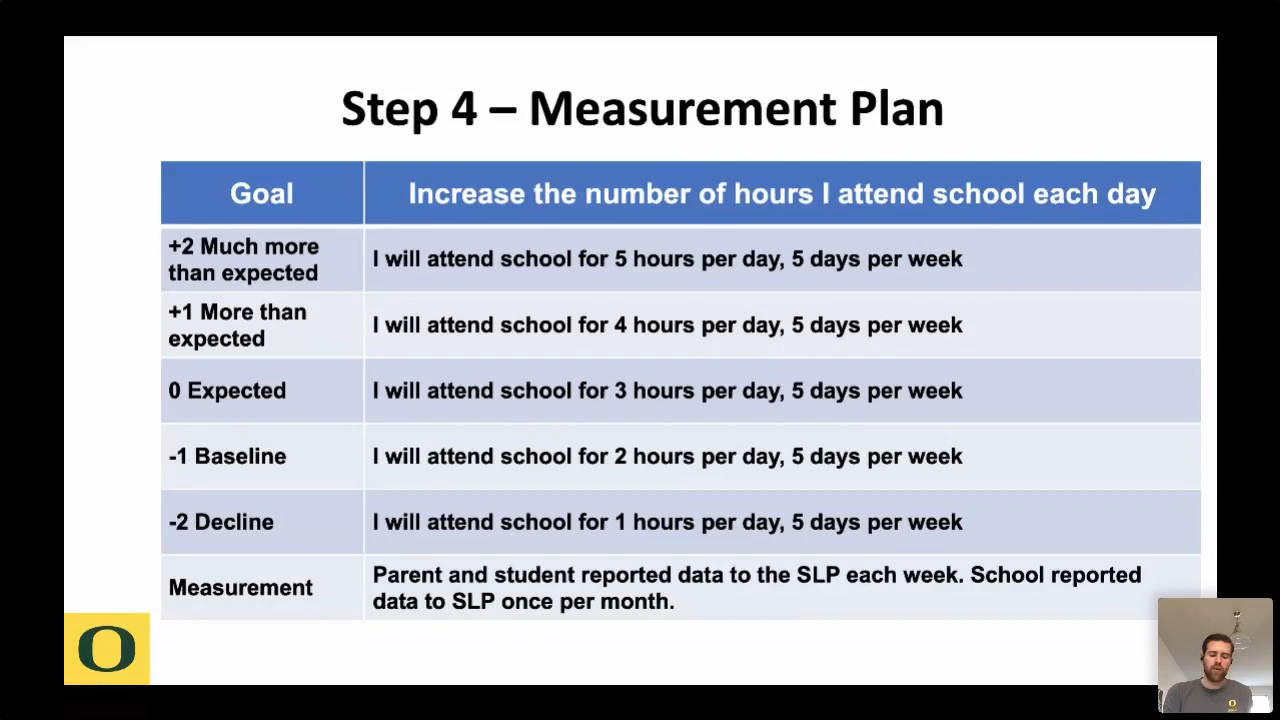 Step 4 – Measurement Plan
Goal
Increase the number of hours I attend school each day
+2 Much more
than expected
I will attend school for 5 hours per day, 5 days per week
+1 More than
expected
I will attend school for 4 hours per day, 5 days per week
0 Expected
I will attend school for 3 hours per day, 5 days per week
-1 Baseline
I will attend school for 2 hours per day, 5 days per week
-2 Decline
I will attend school for 1 hours per day, 5 days per week
Measurement
Parent and student reported data to the SLP each week. School reported
data to SLP once per month.
O